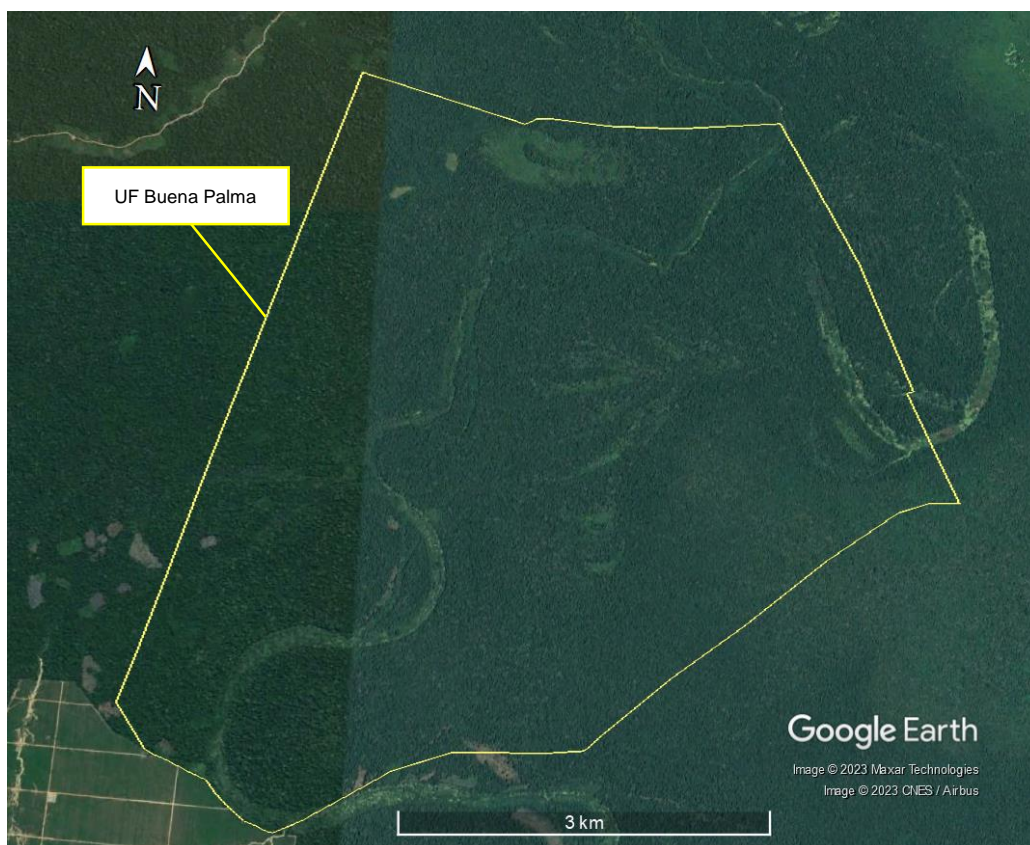 N
UF Buena Palma
Google Earth
Image © 2023 Maxar Technologies
Image © 2023 CNES / Airbus
3 km